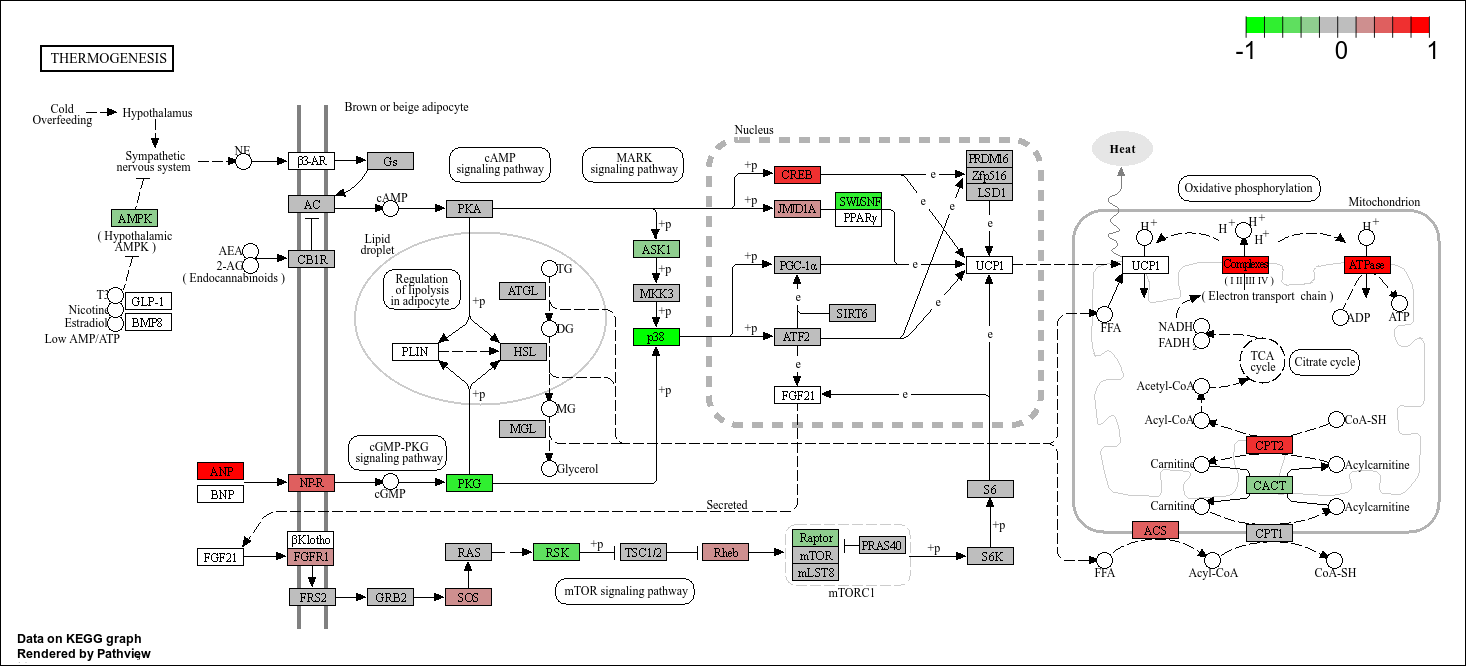 -1 0 1
THERMOGENESIS
Cold
Overfeeding
Hypothalamus
Sympathetic
nervous system
NE
β3-AR
Gs
AC
cAMP
PKA
Brown or beige adipocyte
cAMP
signaling pathway
MARK
signaling pathway
AMPK
( Hypothalamic
AMPK )
AEA
2-AG
( Endocannabinoids )
CB1R
T3
Nicotine
Estradiol
Low AMP/ATP
GLP-1
BMP8
Lipid
droplet
Regulation
of lipolysis
in adipocyte
+p
PLIN
HSL
+p
ATGL
TG
DG
MG
MGL
Glycerol
+p
ASK1
+p
MKK3
+p
p38
+p
Nucleus
+p
CREB
JMJD1A
SWI/SNF
PPARγ
e
e
e
PRDM16
Zfp516
LSD1
e
+p
PGC-1α
e
UCP1
e
SIRT6
+p
ATF2
e
e
e
FGF21
e
Heat
Oxidative phosphorylation
Mitochondrion
H+
H+
H+
H+
H+
UCP1
Complexes
( I II III IV )
( Electron transport chain )
ATPase
FFA
ADP
ATP
NADH
FADH2
TCA
cycle
Citrate cycle
Acetyl-CoA
Acyl-CoA
CoA-SH
CPT2
Carnitine
Acylcarnitine
CACT
Carnitine
Acylcarnitine
ACS
CPT1
FFA
Acyl-CoA
CoA-SH
cGMP-PKG
signaling pathway
ANP
BNP
NP-R
cGMP
PKG
Secreted
FGF21
βKlotho
FGFR1
FRS2
GRB2
SOS
RAS
RSK
+p
TSC1/2
Rheb
Raptor
mTOR
mLST8
PRAS40
mTORC1
+p
S6K
+p
S6
mTOR signaling pathway
Data on KEGG graph
Rendered by Pathview